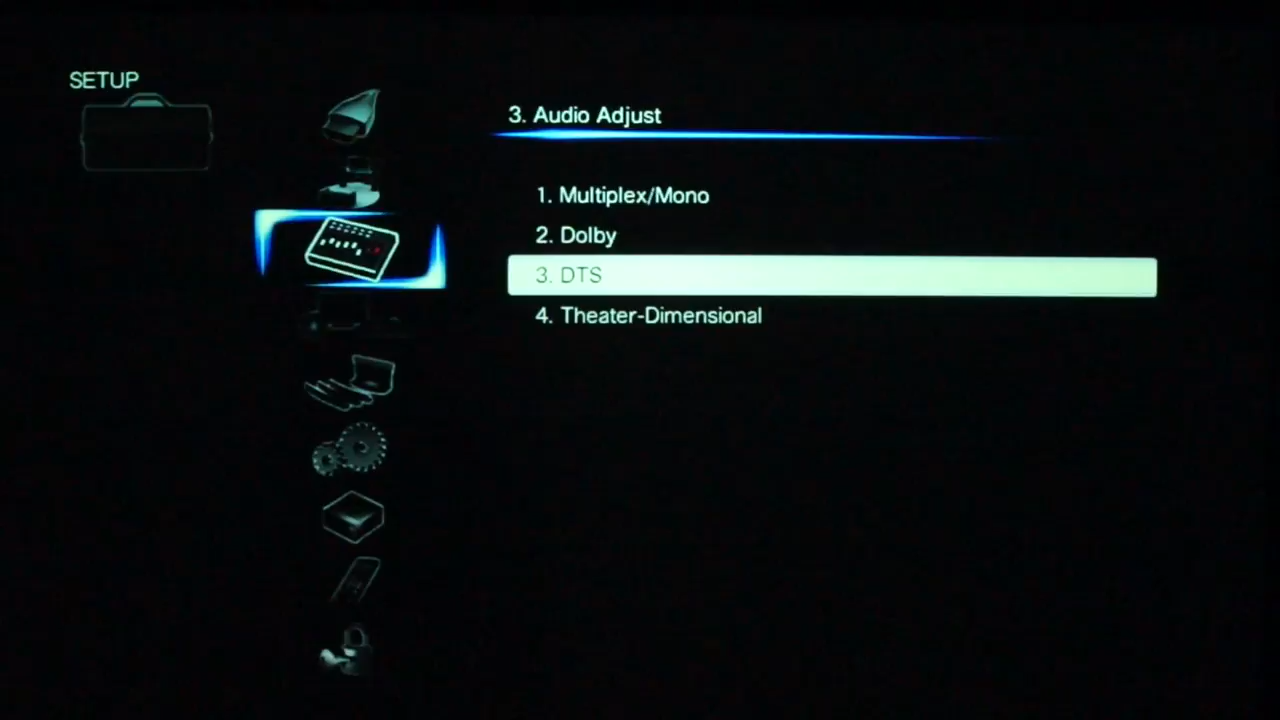 SETUP
3. Audio Adjust
1. Multiplex/Mono
2. Dolby
3. DTS
4. Theater-Dimensional